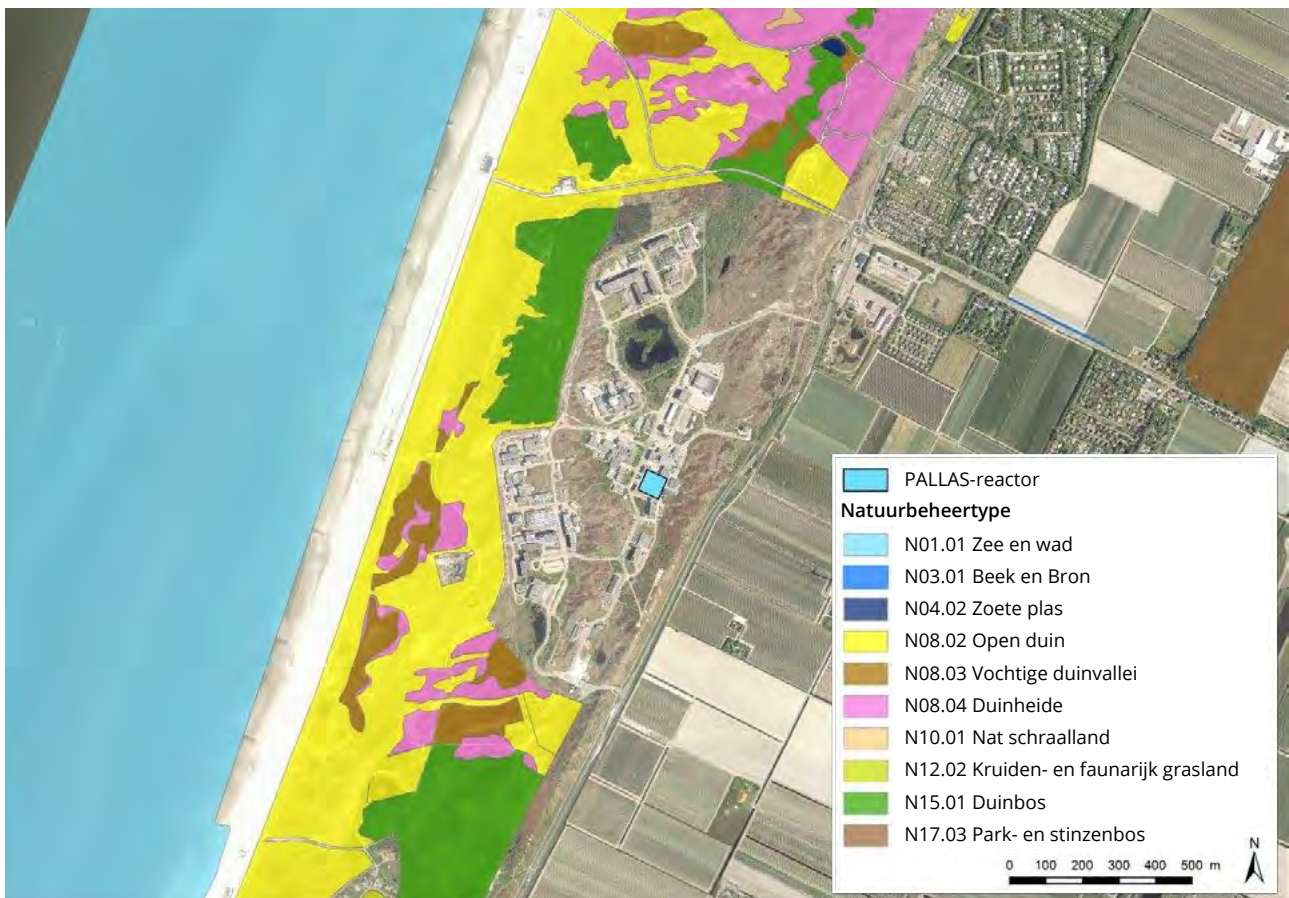 PALLAS-reactor
Natuurbeheertype
N01.01 Zee en wad
N03.01 Beek en Bron
N04.02 Zoete plas
N08.02 Open duin
N08.03 Vochtige duinvallei
N08.04 Duinheide
N10.01 Nat schraalland
N12.02 Kruiden- en faunarijk grasland
N15.01 Duinbos
N17.03 Park- en stinzenbos
N
0 100 200 300 400 500 m